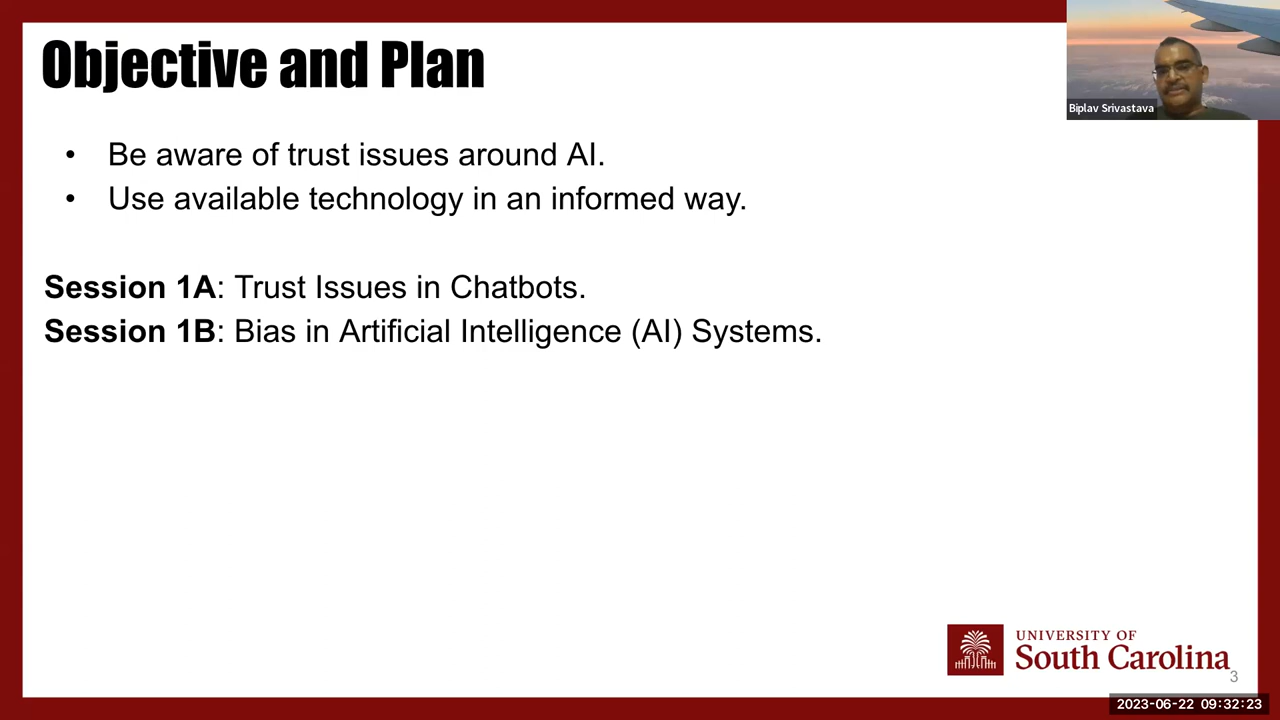 Objective and Plan
Biplav Srivastava
• Be aware of trust issues around AI.
• Use available technology in an informed way.
Session 1A: Trust Issues in Chatbots.
Session 1B: Bias in Artificial Intelligence (AI) Systems.
UNIVERSITY OF
South Carolina
3
2023-06-22 09:32:23